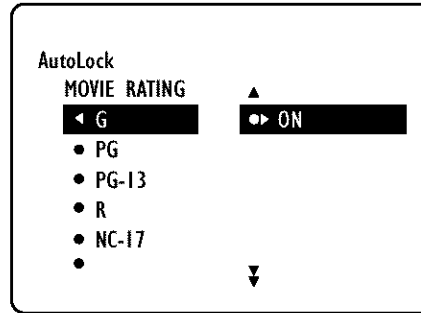 AutoLock
MOVIE RATING
G ON
PG
PG-13
R
NC-17